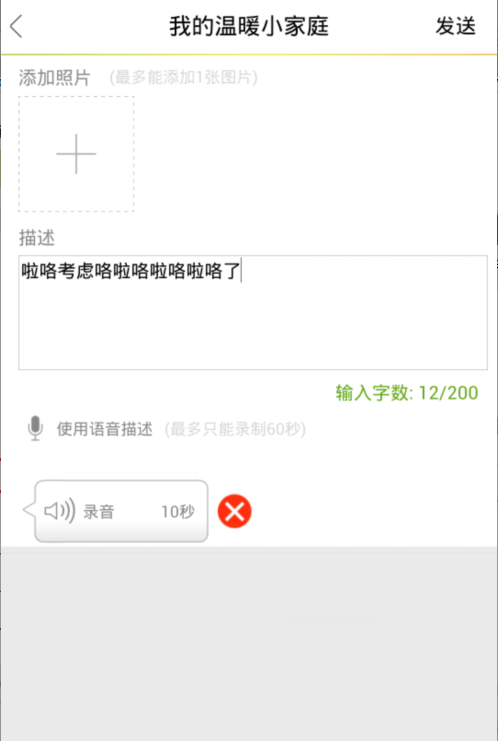 我的温暖小家庭 发送
添加照片 (最多能添加1张图片)
描述
啦咯考虑咯啦咯啦咯啦咯了
输入字数: 12/200
使用语音描述 (最多只能录制60秒)
录音 10秒